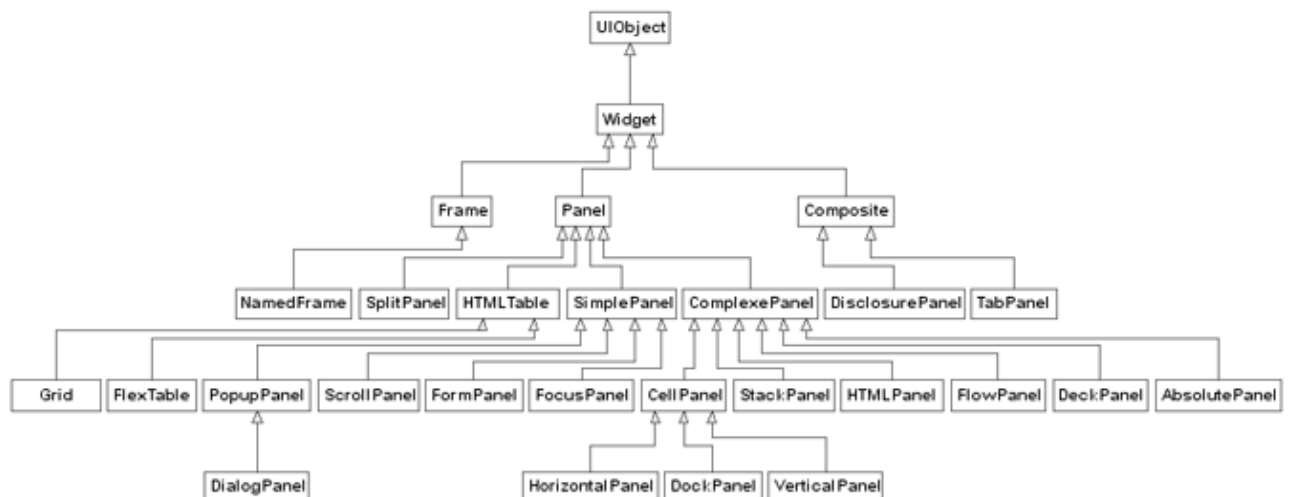 UIObject
Widget
Frame
Panel
Composite
NamedFrame
SplitPanel
HTMLTable
SimplePanel
ComplexePanel
DisclosurePanel
TabPanel
Grid
FlexTable
PopupPanel
ScrollPanel
FormPanel
FocusPanel
CellPanel
StackPanel
HTMLPanel
FlowPanel
DeckPanel
AbsolutePanel
DialogPanel
HorizontalPanel
DockPanel
VerticalPanel